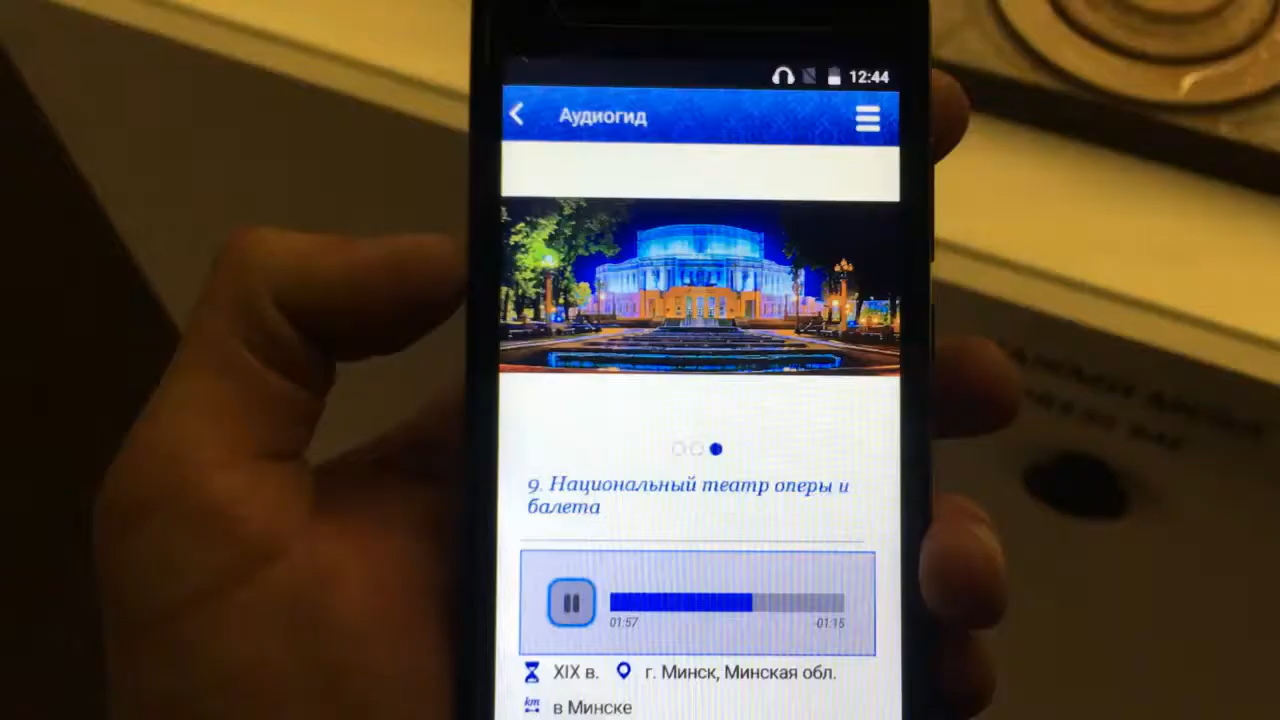 12:44
Аудиогид
9. Национальный театр оперы и
балета
01:57 -01:15
XIX в. г. Минск, Минская обл.
km в Минске